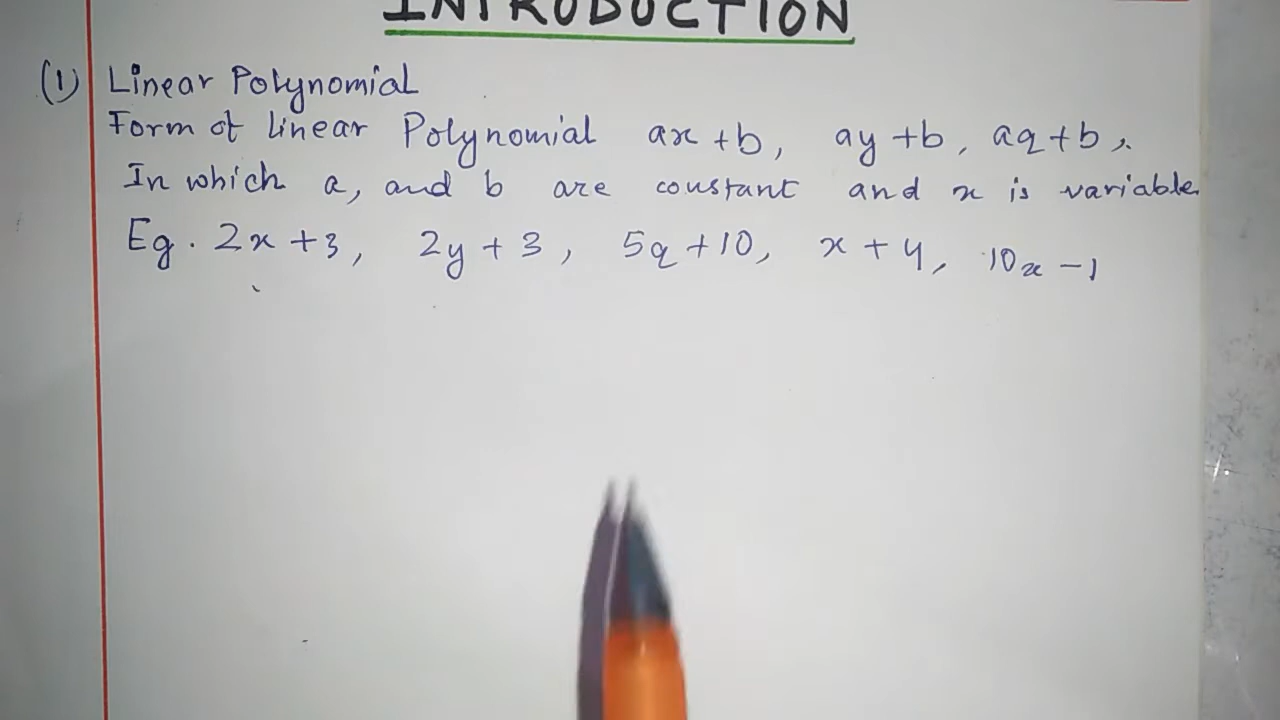 INTRODUCTION
(1) Linear Polynomial
Form of linear Polynomial ax + b, ay + b, aq + b,
In which a, and b are constant and x is variable.
Eg. 2x + 3, 2y + 3, 5q + 10, x + 4, 10x - 1